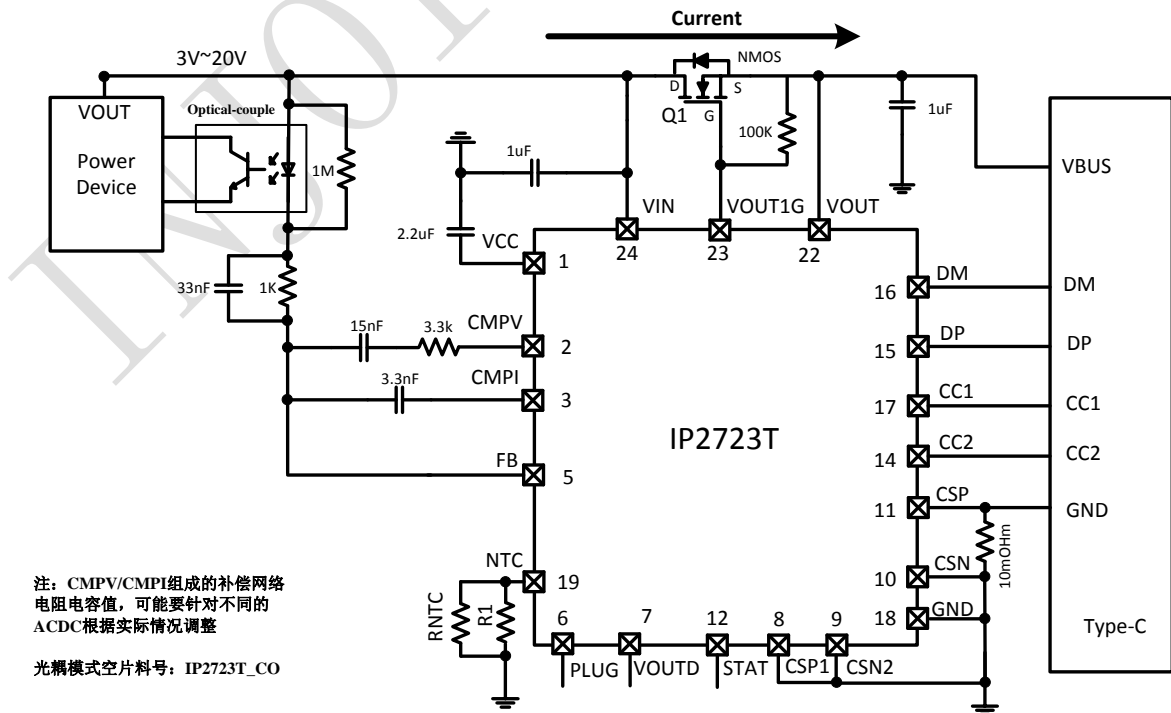 Current
3V~20V
NMOS
D
S
Q1
G
100K
1uF
VOUT
Power
Device
Optical-couple
1M
1uF
2.2uF
VCC
1
VIN
24
VOUT1G
23
VOUT
22
VBUS
33nF
1K
15nF
3.3k
CMPV
2
3.3nF
CMPI
3
FB
5
IP2723T
16
DM
DM
15
DP
DP
17
CC1
CC1
14
CC2
CC2
11
CSP
GND
10mOHm
10
CSN
18
GND
Type-C
NTC
19
RNTC
R1
6
PLUG
7
VOUTD
12
STAT
8
CSP1
9
CSN2
注：CMPV/CMPI组成的补偿网络
电阻电容值，可能要针对不同的
ACDC根据实际情况调整
光耦模式空片料号：IP2723T_CO